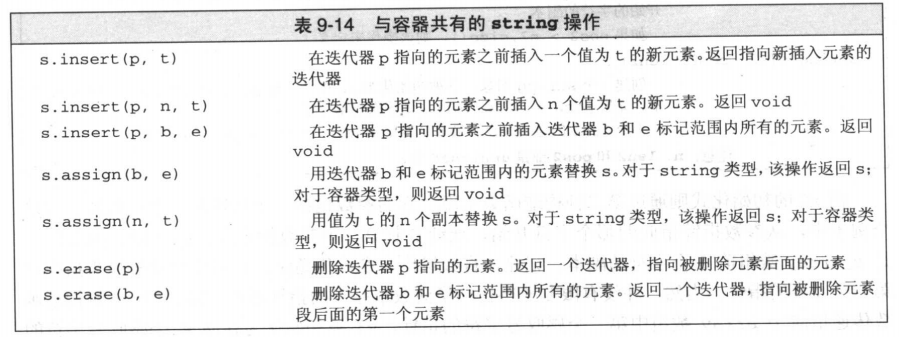 表 9-14 与容器共有的 string 操作
s.insert(p, t) 在迭代器 p 指向的元素之前插入一个值为 t 的新元素。返回指向新插入元素的
迭代器
s.insert(p, n, t) 在迭代器 p 指向的元素之前插入 n 个值为 t 的新元素。返回 void
s.insert(p, b, e) 在迭代器 p 指向的元素之前插入迭代器 b 和 e 标记范围内所有的元素。返回
void
s.assign(b, e) 用迭代器 b 和 e 标记范围内的元素替换 s。对于 string 类型，该操作返回 s；
对于容器类型，则返回 void
s.assign(n, t) 用值为 t 的 n 个副本替换 s。对于 string 类型，该操作返回 s；对于容器类
型，则返回 void
s.erase(p) 删除迭代器 p 指向的元素。返回一个迭代器，指向被删除元素后面的元素
s.erase(b, e) 删除迭代器 b 和 e 标记范围内所有的元素。返回一个迭代器，指向被删除元素
段后面的第一个元素